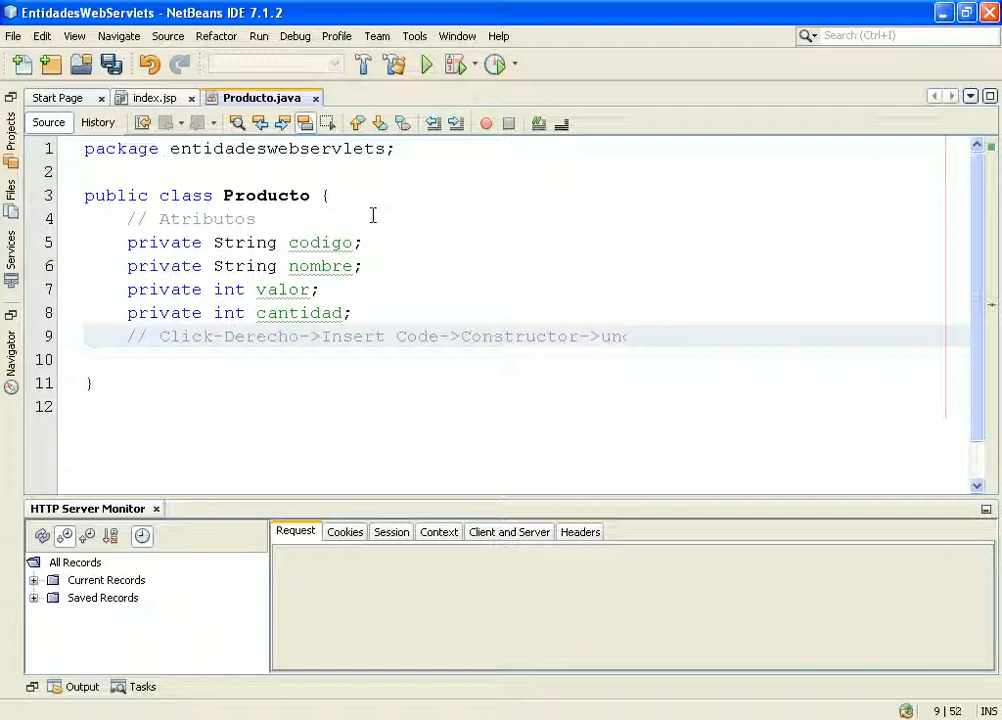 EntidadesWebServlets - NetBeans IDE 7.1.2
File Edit View Navigate Source Refactor Run Debug Profile Team Tools Window Help
Search (Ctrl+I)
Start Page index.jsp Producto.java
Source History
Projects
Files
Services
Navigator
1 package entidadeswebservlets;
2
3 public class Producto {
4 // Atributos
5 private String codigo;
6 private String nombre;
7 private int valor;
8 private int cantidad;
9 // Click-Derecho->Insert Code->Constructor->uno
10
11 }
12
HTTP Server Monitor
Request Cookies Session Context Client and Server Headers
All Records
Current Records
Saved Records
Output Tasks
9 | 52 INS